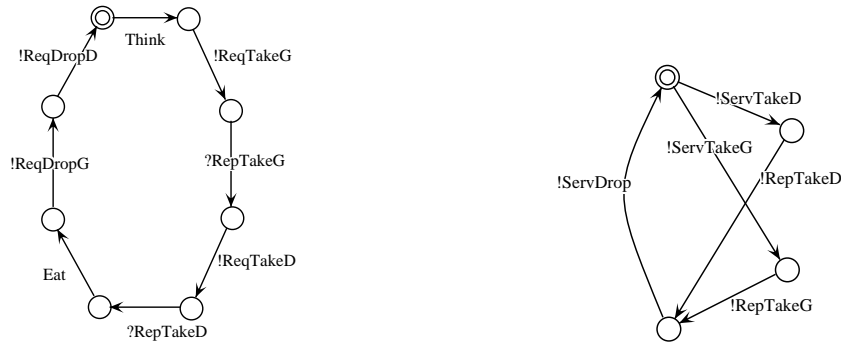 Think
!ReqDropD
!ReqTakeG
!ReqDropG
?RepTakeG
Eat
!ReqTakeD
?RepTakeD
!ServTakeD
!ServTakeG
!ServDrop
!RepTakeD
!RepTakeG